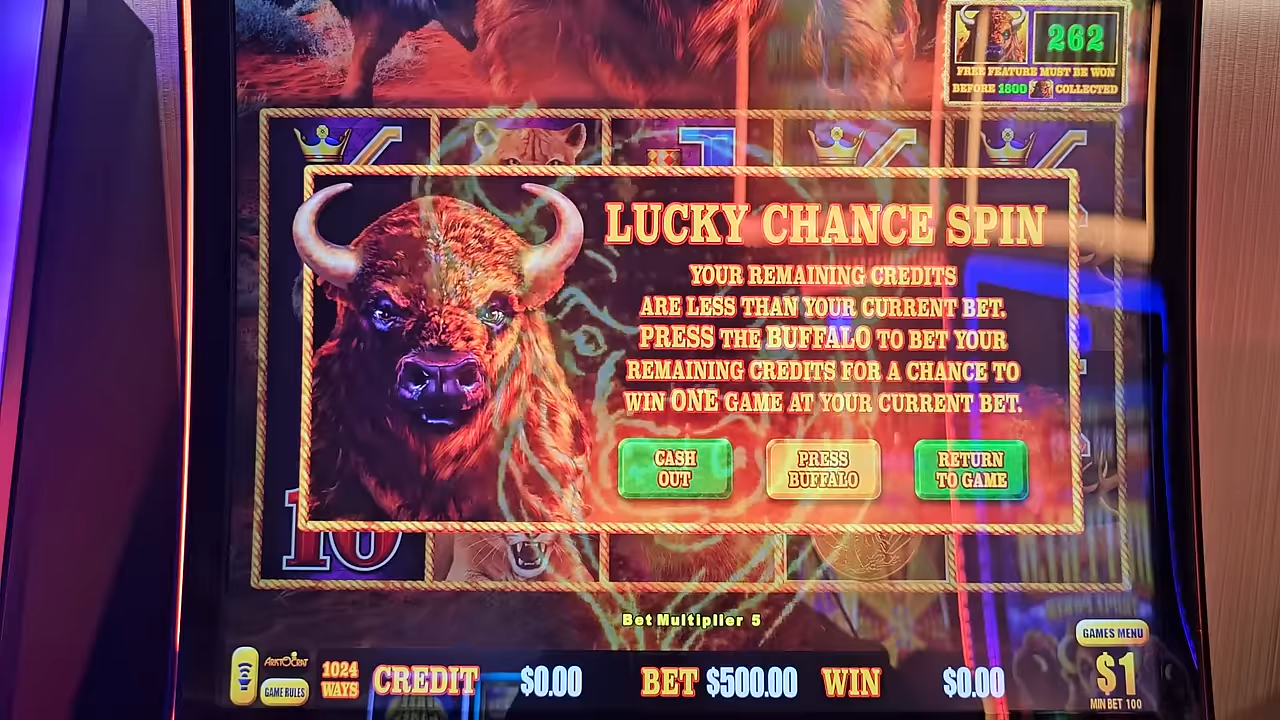 262
FREE FEATURE MUST BE WON
BEFORE 1800 COLLECTED
LUCKY CHANCE SPIN
YOUR REMAINING CREDITS
ARE LESS THAN YOUR CURRENT BET.
PRESS THE BUFFALO TO BET YOUR
REMAINING CREDITS FOR A CHANCE TO
WIN ONE GAME AT YOUR CURRENT BET.
CASH
OUT
PRESS
BUFFALO
RETURN
TO GAME
10
Bet Multiplier 5
GAMES MENU
ARISTOCRAT
GAME RULES
1024
WAYS
CREDIT $0.00 BET $500.00 WIN $0.00
$1
MIN BET 100